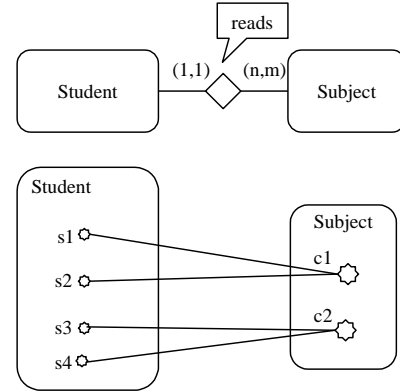 reads
(1,1) (n,m)
Student Subject
Student
Subject
s1
c1
s2
s3
c2
s4